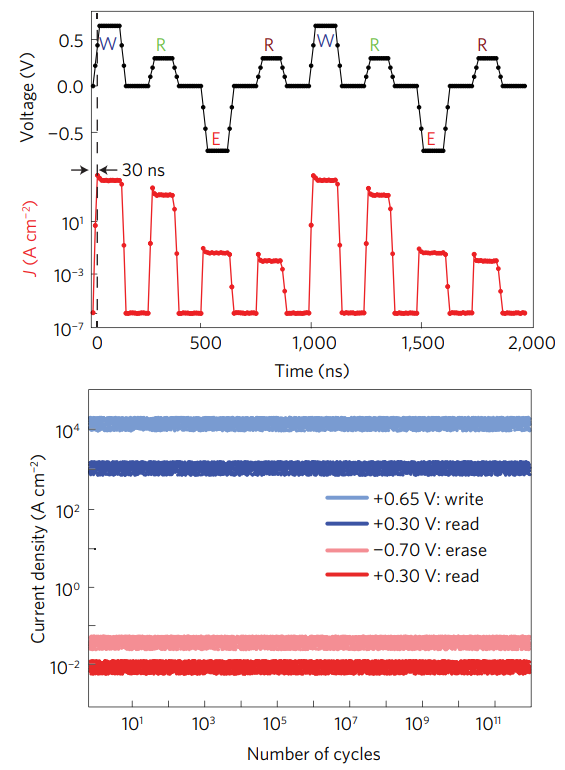 Voltage (V)
0.5
0.0
−0.5
W
R
E
R
W
R
E
R
30 ns
J (A cm⁻²)
10¹
10⁻³
10⁻⁷
0
500
1,000
1,500
2,000
Time (ns)
Current density (A cm⁻²)
10⁴
10²
10⁰
10⁻²
+0.65 V: write
+0.30 V: read
−0.70 V: erase
+0.30 V: read
10¹
10³
10⁵
10⁷
10⁹
10¹¹
Number of cycles